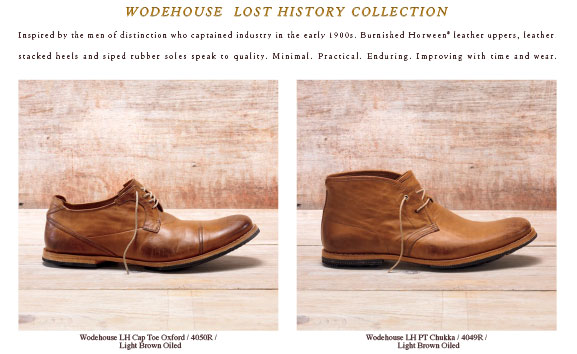 WODEHOUSE LOST HISTORY COLLECTION
Inspired by the men of distinction who captained industry in the early 1900s. Burnished Horween® leather uppers, leather
stacked heels and siped rubber soles speak to quality. Minimal. Practical. Enduring. Improving with time and wear.
Wodehouse LH Cap Toe Oxford / 4050R /
Light Brown Oiled
Wodehouse LH PT Chukka / 4049R /
Light Brown Oiled